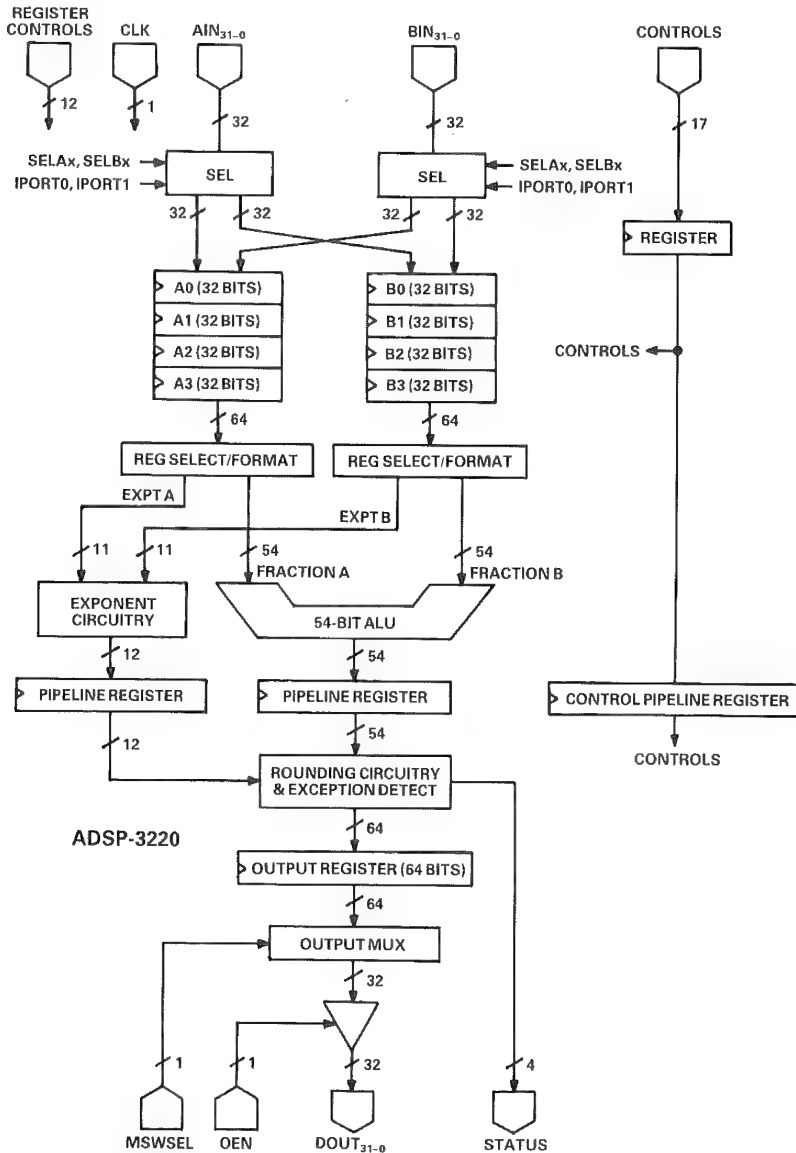 REGISTER CONTROLS
CLK
AIN31–0
BIN31–0
CONTROLS
12
1
32
32
17
SELAx, SELBx
IPORT0, IPORT1
SEL
SEL
SELAx, SELBx
IPORT0, IPORT1
32
32
32
32
REGISTER
A0 (32 BITS)
A1 (32 BITS)
A2 (32 BITS)
A3 (32 BITS)
B0 (32 BITS)
B1 (32 BITS)
B2 (32 BITS)
B3 (32 BITS)
CONTROLS
64
64
REG SELECT/FORMAT
REG SELECT/FORMAT
EXPT A
EXPT B
11
11
54
54
FRACTION A
FRACTION B
EXPONENT
CIRCUITRY
54-BIT ALU
12
54
PIPELINE REGISTER
PIPELINE REGISTER
CONTROL PIPELINE REGISTER
12
54
CONTROLS
ROUNDING CIRCUITRY
& EXCEPTION DETECT
ADSP-3220
64
OUTPUT REGISTER (64 BITS)
64
OUTPUT MUX
32
1
1
32
4
MSWSEL
OEN
DOUT31–0
STATUS